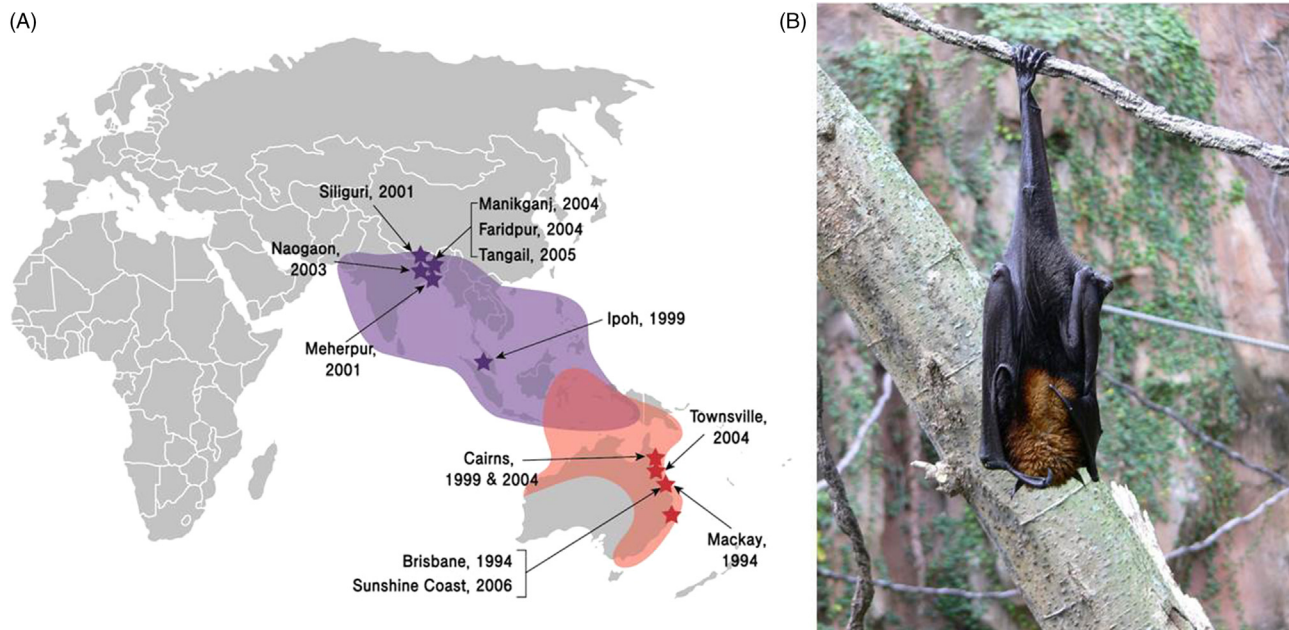 (A)
(B)
Siliguri, 2001
Manikganj, 2004
Faridpur, 2004
Tangail, 2005
Naogaon,
2003
Meherpur,
2001
Ipoh, 1999
Townsville,
2004
Cairns,
1999 & 2004
Mackay,
1994
Brisbane, 1994
Sunshine Coast, 2006